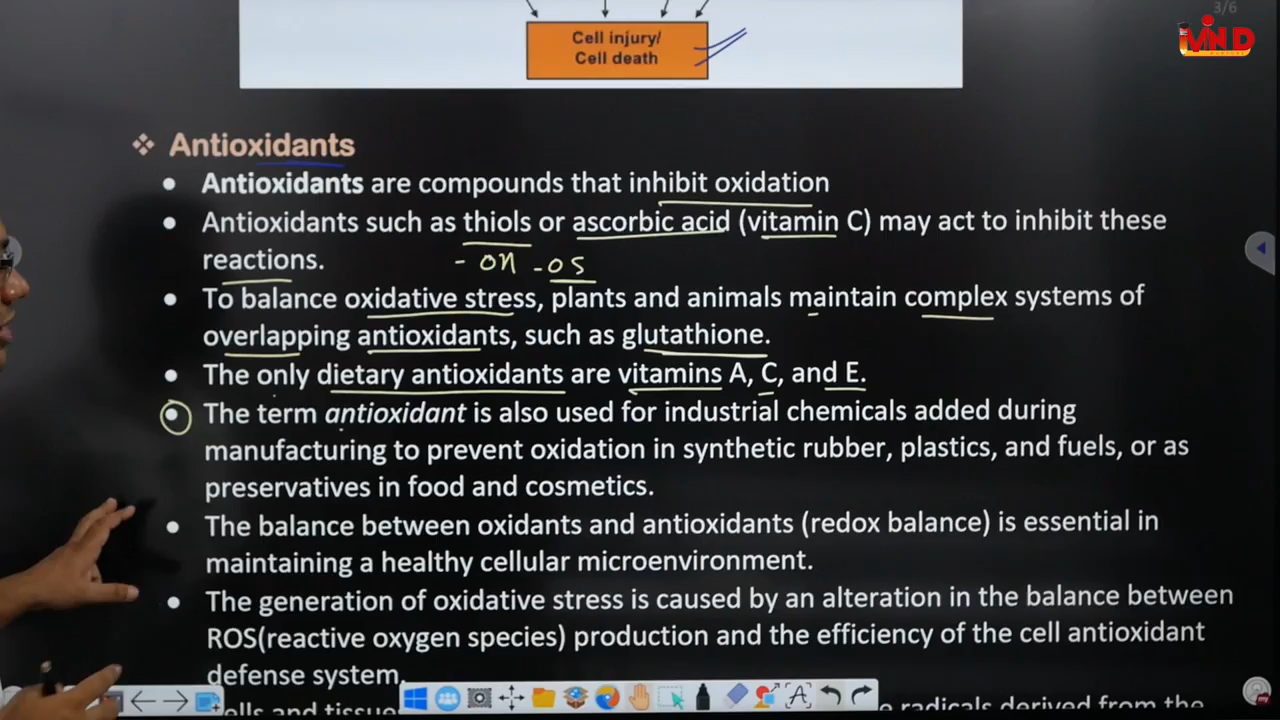 3/6
MIND
Cell injury/
Cell death
❖ Antioxidants
• Antioxidants are compounds that inhibit oxidation
• Antioxidants such as thiols or ascorbic acid (vitamin C) may act to inhibit these
reactions.
- on - os
• To balance oxidative stress, plants and animals maintain complex systems of
overlapping antioxidants, such as glutathione.
• The only dietary antioxidants are vitamins A, C, and E.
• The term antioxidant is also used for industrial chemicals added during
manufacturing to prevent oxidation in synthetic rubber, plastics, and fuels, or as
preservatives in food and cosmetics.
• The balance between oxidants and antioxidants (redox balance) is essential in
maintaining a healthy cellular microenvironment.
• The generation of oxidative stress is caused by an alteration in the balance between
ROS(reactive oxygen species) production and the efficiency of the cell antioxidant
defense system.
radicals derived from the